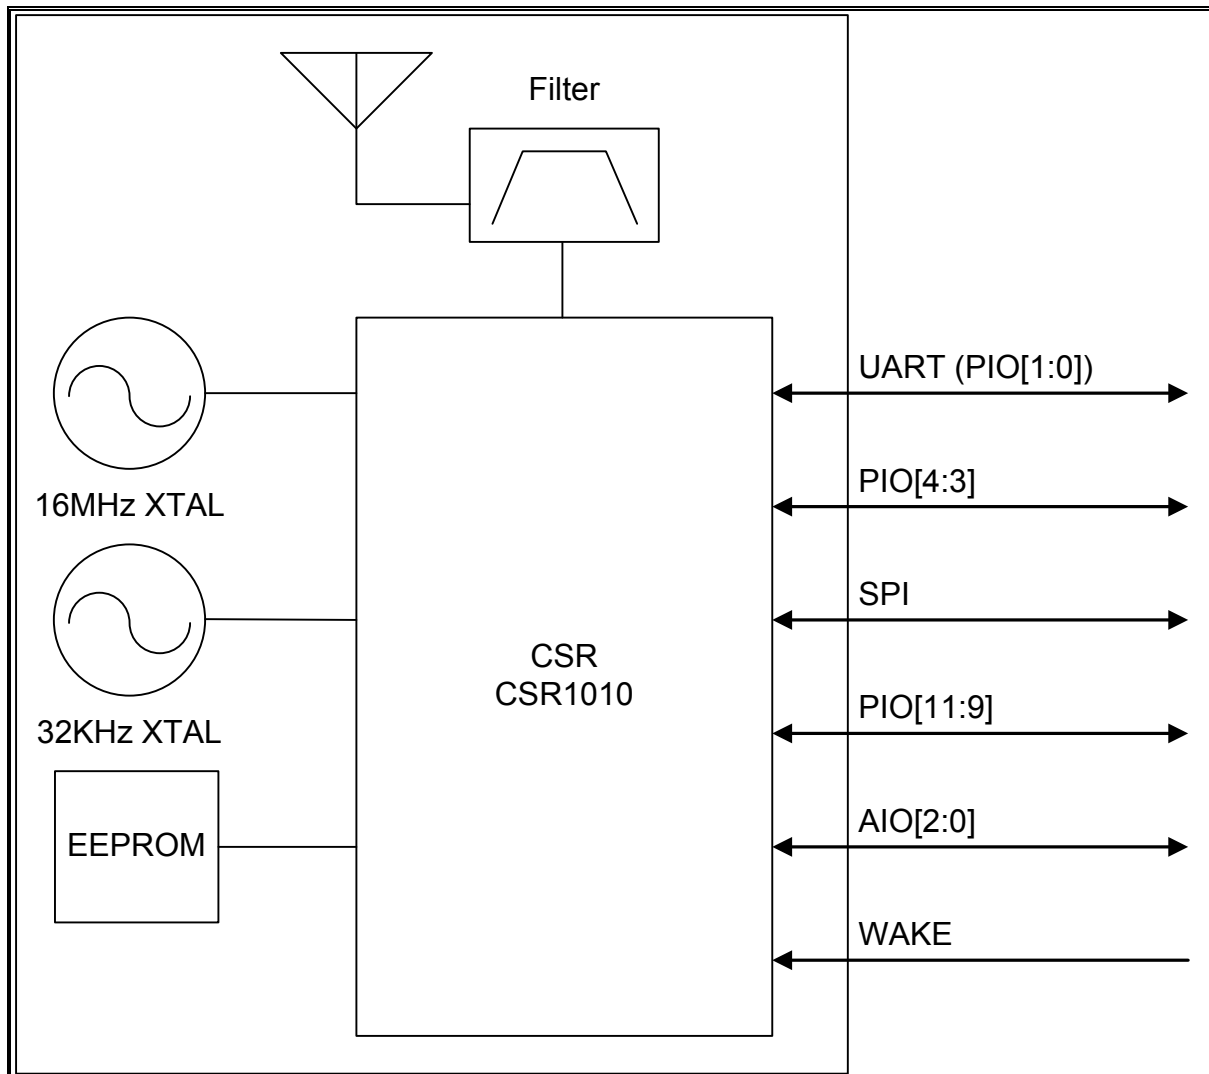 Filter
UART (PIO[1:0])
16MHz XTAL
PIO[4:3]
SPI
CSR
CSR1010
32KHz XTAL
PIO[11:9]
EEPROM
AIO[2:0]
WAKE